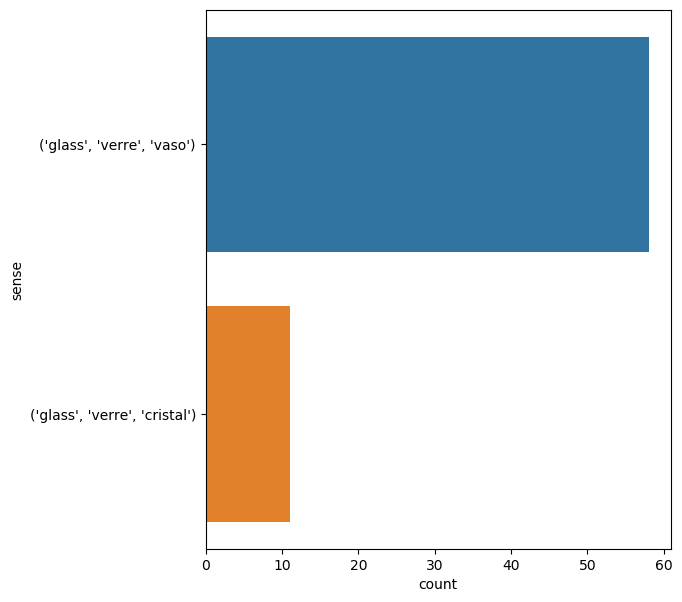 ('glass', 'verre', 'vaso')
sense
('glass', 'verre', 'cristal')
0 10 20 30 40 50 60
count